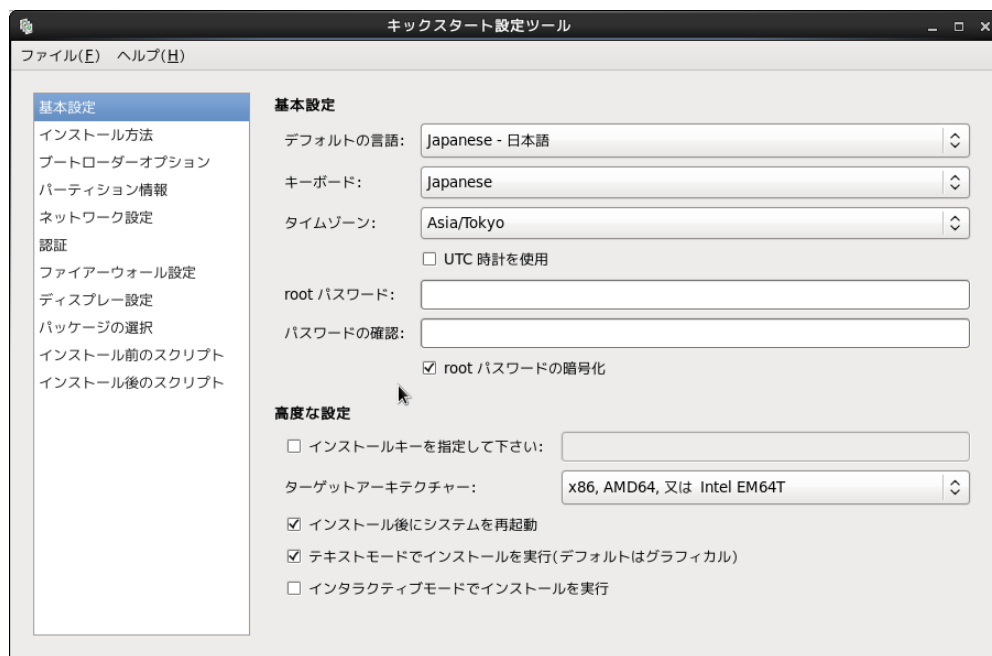 キックスタート設定ツール
ファイル(F) ヘルプ(H)
基本設定
インストール方法
ブートローダーオプション
パーティション情報
ネットワーク設定
認証
ファイアーウォール設定
ディスプレー設定
パッケージの選択
インストール前のスクリプト
インストール後のスクリプト
基本設定
デフォルトの言語: Japanese - 日本語
キーボード: Japanese
タイムゾーン: Asia/Tokyo
UTC 時計を使用
root パスワード:
パスワードの確認:
root パスワードの暗号化
高度な設定
インストールキーを指定して下さい:
ターゲットアーキテクチャー: x86, AMD64, 又は Intel EM64T
インストール後にシステムを再起動
テキストモードでインストールを実行(デフォルトはグラフィカル)
インタラクティブモードでインストールを実行